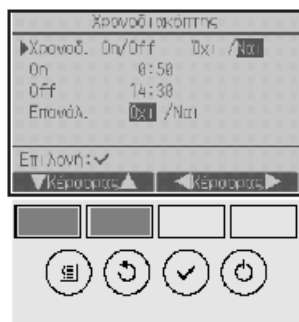 Χρονοδιακόπτης
▶Χρονοδ. On/Off Όχι /Ναι
On 0:50
Off 14:30
Επανάλ. Όχι /Ναι
Επιλογή:✔
▼Κέρσορας▲ ◀Κέρσορας▶